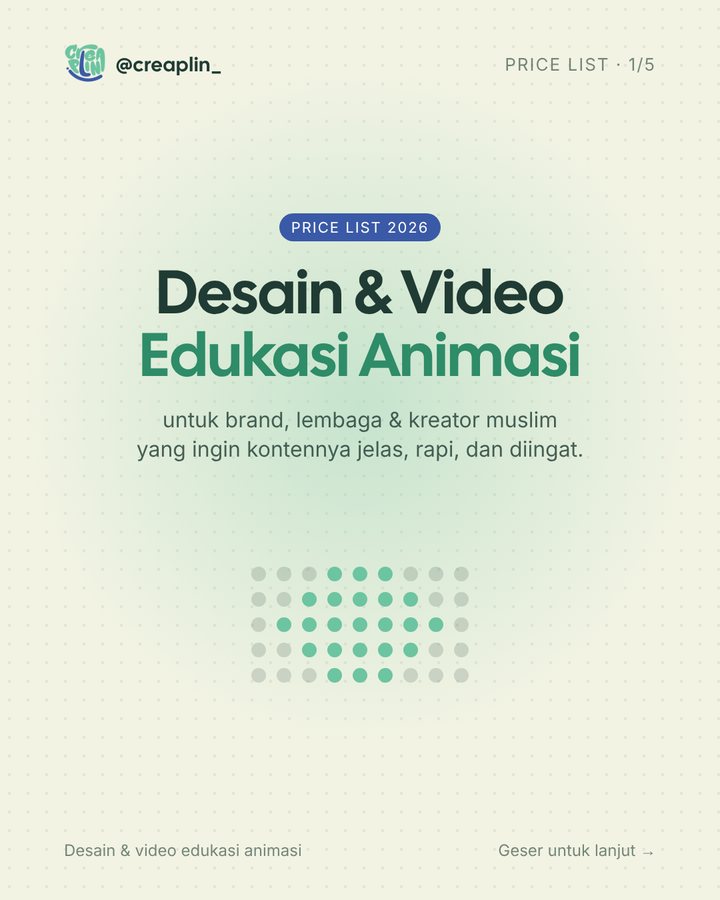 CREAPLIN
@creaplin_
PRICE LIST · 1/5
PRICE LIST 2026
Desain & Video
Edukasi Animasi
untuk brand, lembaga & kreator muslim
yang ingin kontennya jelas, rapi, dan diingat.
Desain & video edukasi animasi
Geser untuk lanjut →